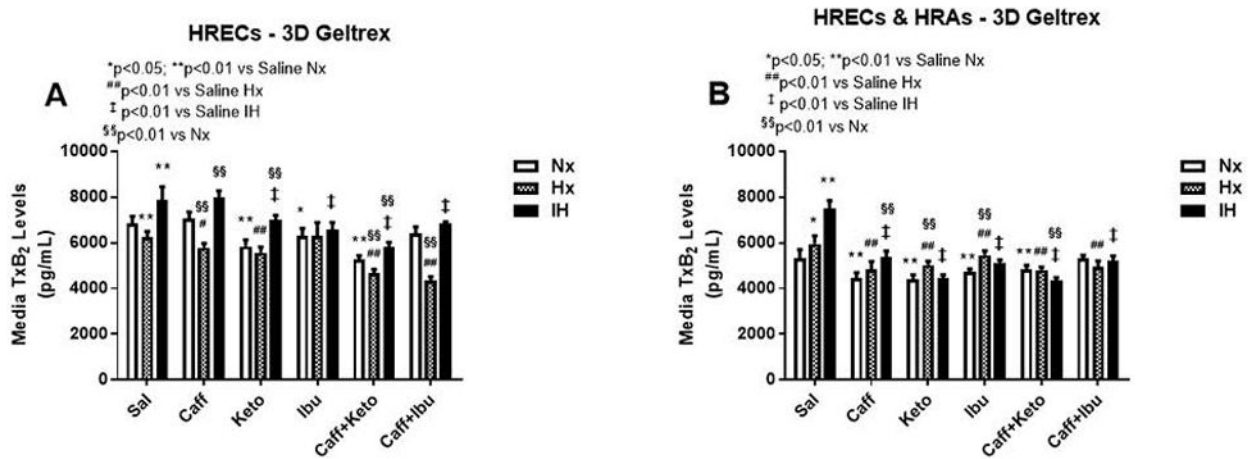 HRECs - 3D Geltrex
*p<0.05; **p<0.01 vs Saline Nx
##p<0.01 vs Saline Hx
‡ p<0.01 vs Saline IH
§§p<0.01 vs Nx
A
10000
8000
6000
4000
2000
0
Media TxB₂ Levels
(pg/mL)
** **
§§
# §§
** ## §§
‡
* ‡
** §§
## §§
‡
§§
## ‡
Nx
Hx
IH
Sal Caff Keto Ibu Caff+Keto Caff+Ibu
HRECs & HRAs - 3D Geltrex
*p<0.05; **p<0.01 vs Saline Nx
##p<0.01 vs Saline Hx
‡ p<0.01 vs Saline IH
§§p<0.01 vs Nx
B
10000
8000
6000
4000
2000
0
Media TxB₂ Levels
(pg/mL)
* **
** ## §§
‡
** §§
## ‡
** §§
## ‡
** ## §§
‡
## ‡
Nx
Hx
IH
Sal Caff Keto Ibu Caff+Keto Caff+Ibu